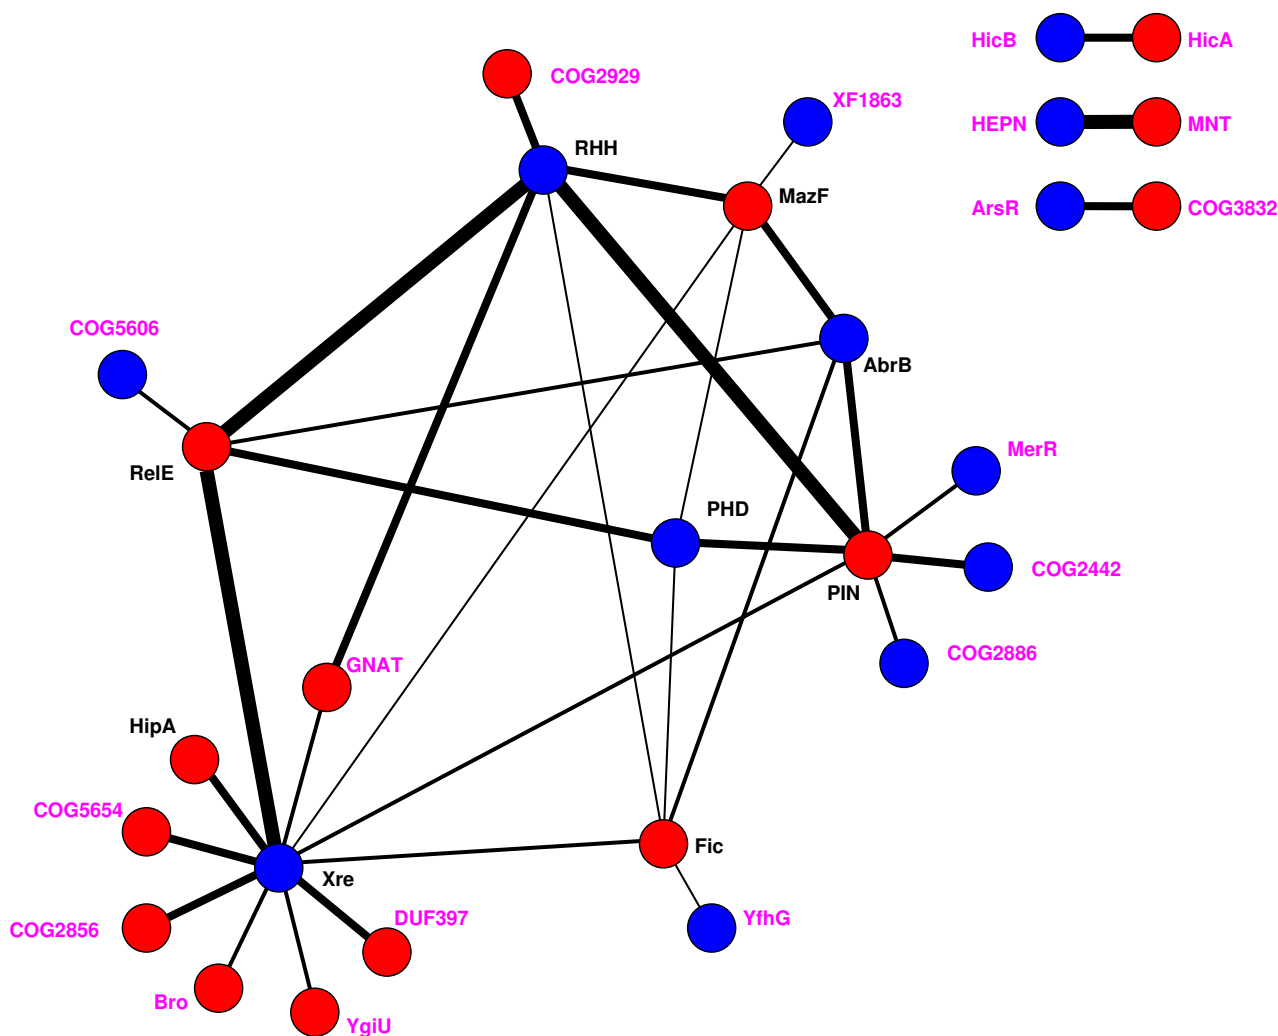 HicB
HicA
COG2929
XF1863
HEPN
MNT
RHH
MazF
ArsR
COG3832
COG5606
AbrB
MerR
RelE
PHD
COG2442
PIN
COG2886
GNAT
HipA
COG5654
Fic
Xre
DUF397
YfhG
COG2856
Bro
YgiU